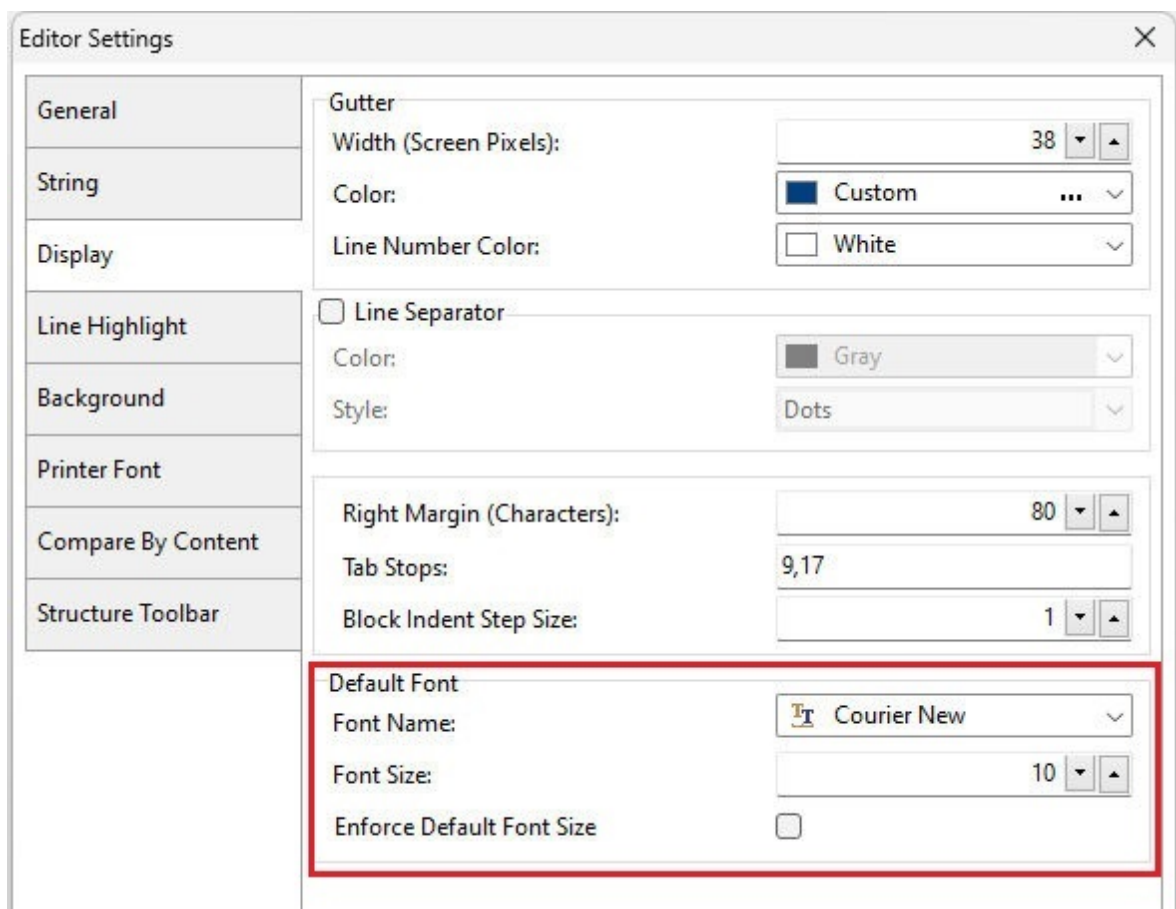 Editor Settings
General
String
Display
Line Highlight
Background
Printer Font
Compare By Content
Structure Toolbar
Gutter
Width (Screen Pixels): 38
Color: Custom ...
Line Number Color: White
Line Separator
Color: Gray
Style: Dots
Right Margin (Characters): 80
Tab Stops: 9,17
Block Indent Step Size: 1
Default Font
Font Name: Courier New
Font Size: 10
Enforce Default Font Size